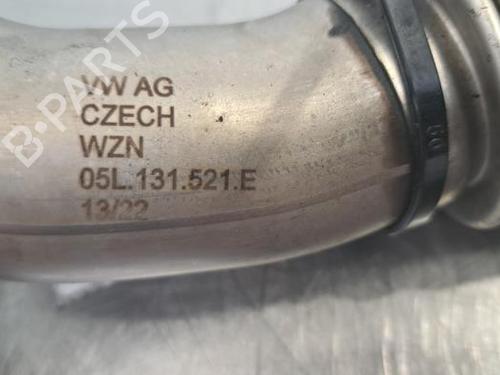 B-PARTS
VW AG
CZECH
WZN
05L.131.521.E
13/22